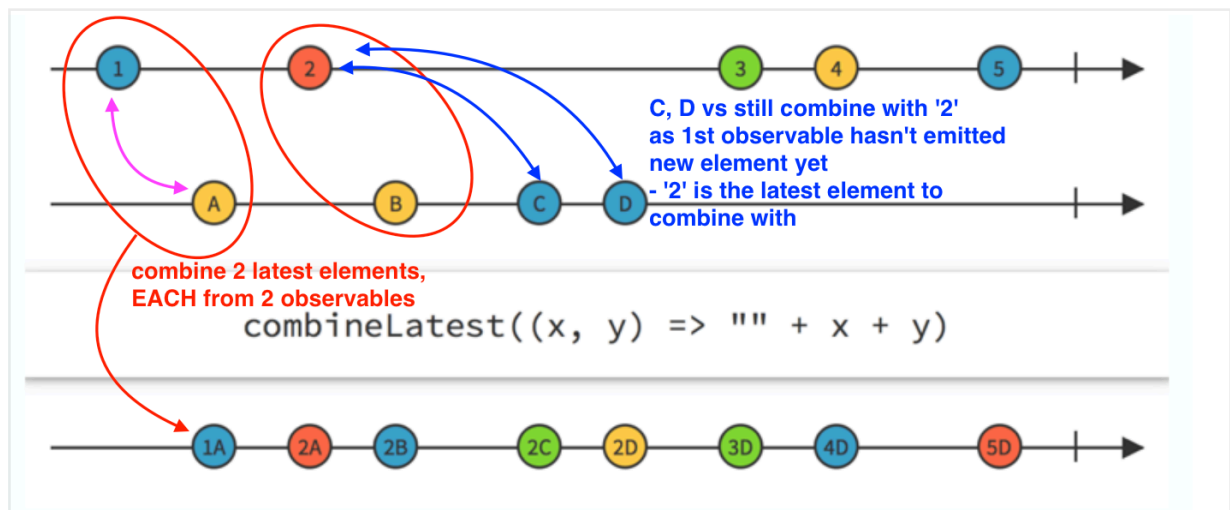 1 2 3 4 5
C, D vs still combine with '2'
as 1st observable hasn't emitted
new element yet
- '2' is the latest element to
combine with
A B C D
combine 2 latest elements,
EACH from 2 observables
combineLatest((x, y) => "" + x + y)
1A 2A 2B 2C 2D 3D 4D 5D